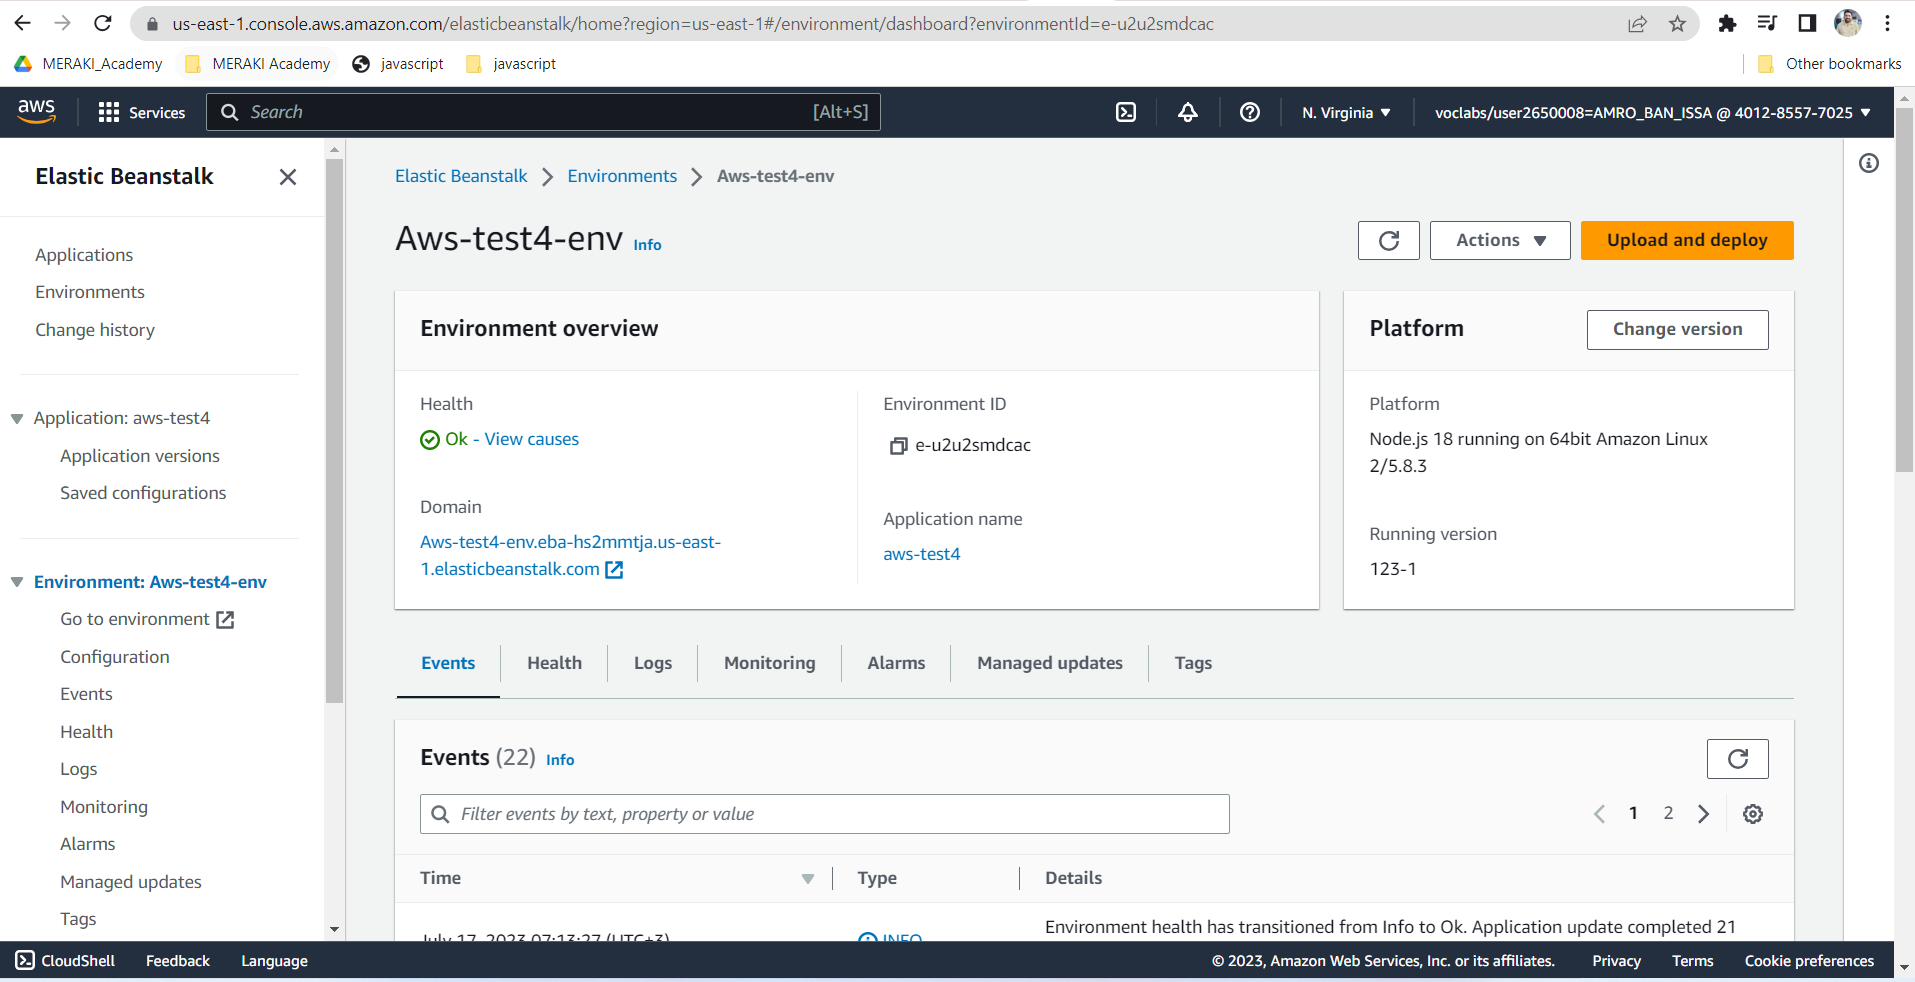 us-east-1.console.aws.amazon.com/elasticbeanstalk/home?region=us-east-1#/environment/dashboard?environmentId=e-u2u2smdcac
MERAKI_Academy MERAKI Academy javascript javascript Other bookmarks
aws Services Search [Alt+S] N. Virginia voclabs/user2650008=AMRO_BAN_ISSA @ 4012-8557-7025
Elastic Beanstalk
Applications
Environments
Change history
Application: aws-test4
Application versions
Saved configurations
Environment: Aws-test4-env
Go to environment
Configuration
Events
Health
Logs
Monitoring
Alarms
Managed updates
Tags
Elastic Beanstalk Environments Aws-test4-env
Aws-test4-env Info
Actions Upload and deploy
Environment overview
Health
Ok - View causes
Domain
Aws-test4-env.eba-hs2mmtja.us-east-
1.elasticbeanstalk.com
Environment ID
e-u2u2smdcac
Application name
aws-test4
Platform Change version
Platform
Node.js 18 running on 64bit Amazon Linux
2/5.8.3
Running version
123-1
Events Health Logs Monitoring Alarms Managed updates Tags
Events (22) Info
Filter events by text, property or value
1 2
Time Type Details
July 17, 2023 07:13:27 (UTC+3) INFO Environment health has transitioned from Info to Ok. Application update completed 21
CloudShell Feedback Language © 2023, Amazon Web Services, Inc. or its affiliates. Privacy Terms Cookie preferences